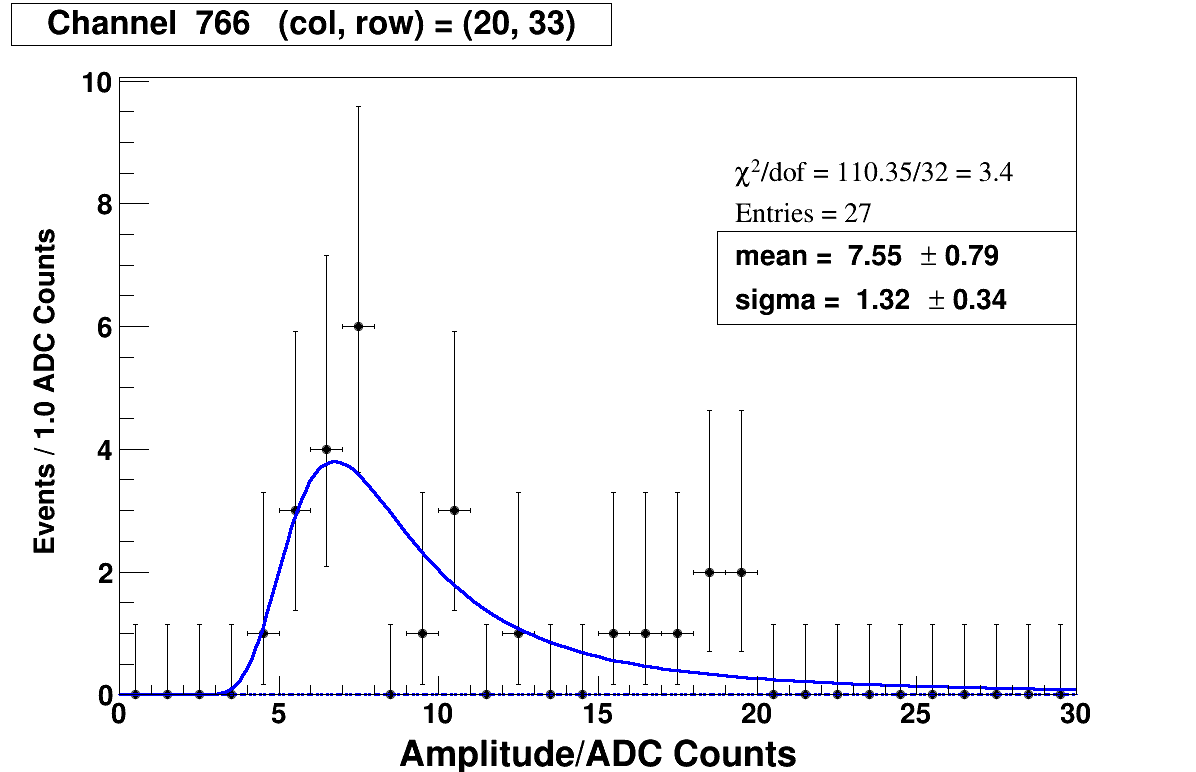 Channel 766 (col, row) = (20, 33)
χ²/dof = 110.35/32 = 3.4
Entries = 27
mean = 7.55 ± 0.79
sigma = 1.32 ± 0.34
Events / 1.0 ADC Counts
10
8
6
4
2
0
0 5 10 15 20 25 30
Amplitude/ADC Counts